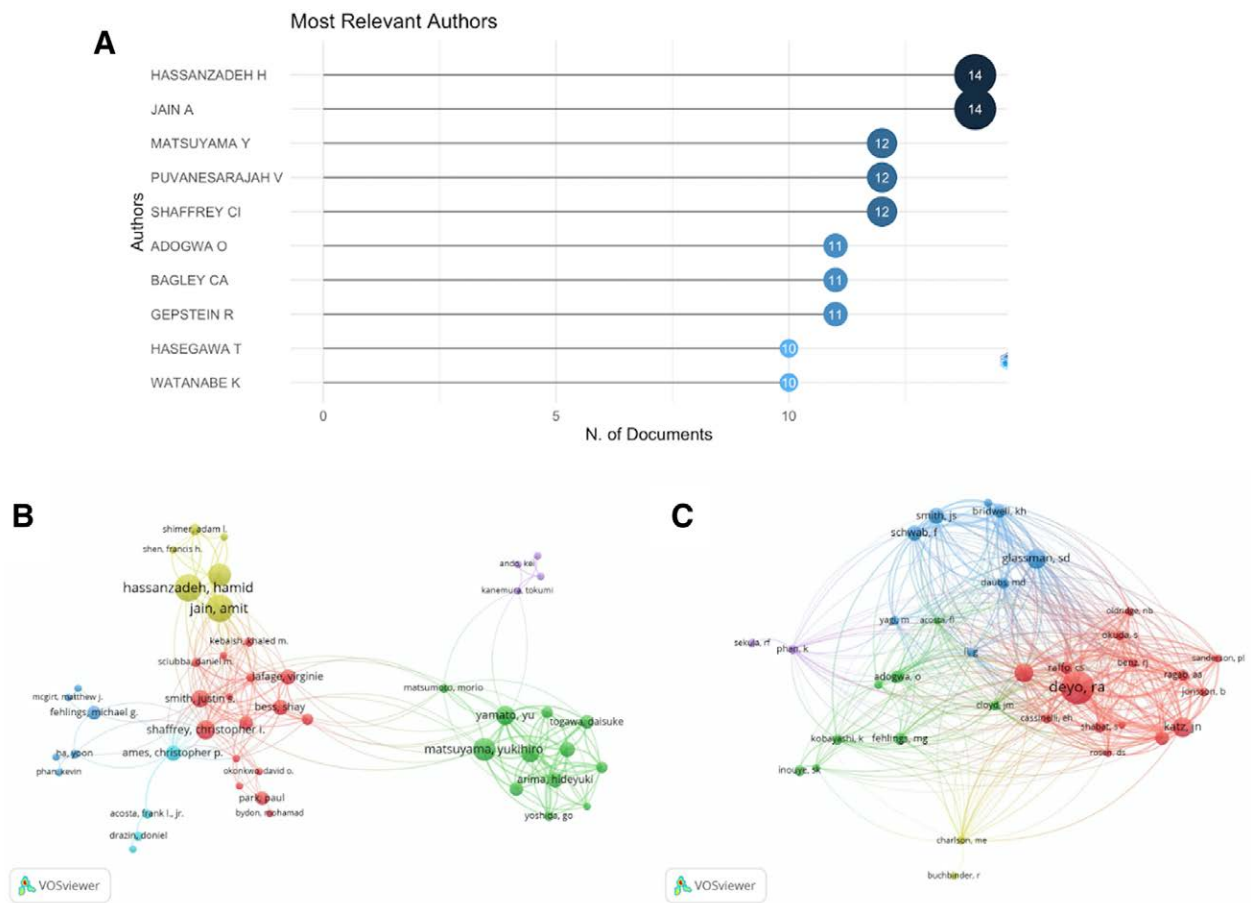 Most Relevant Authors
A
HASSANZADEH H
14
JAIN A
14
MATSUYAMA Y
12
PUVANESARAJAH V
12
SHAFFREY CI
12
ADOGWA O
11
BAGLEY CA
11
GEPSTEIN R
11
HASEGAWA T
10
WATANABE K
10
Authors
0
5
10
N. of Documents
B
shimer, adam l.
shen, francis h.
hassanzadeh, hamid
jain, amit
kebaish, khaled m.
sciubba, daniel m.
lafage, virginie
mcgirt, matthew j.
smith, justin s.
bess, shay
fehlings, michael g.
shaffrey, christopher i.
ha, yoon
ames, christopher p.
phan, kevin
okonkwo, david o.
park, paul
acosta, frank l., jr.
bydon, mohamad
drazin, doniel
ando, kei
kanemura, tokumi
matsumoto, morio
yamato, yu
togawa, daisuke
matsuyama, yukihiro
arima, hideyuki
yoshida, go
VOSviewer
C
smith, js
bridwell, kh
schwab, f
glassman, sd
daubs, md
oldridge, nb
yagi, m
acosta, fl
okuda, s
sekula, rf
phan, k
li, g
benz, rj
sanderson, pl
adogwa, o
deyo, ra
ragab, aa
jonsson, b
cloyd, jm
cassinelli, eh
shabat, s
katz, jn
kobayashi, k
fehlings, mg
rosen, ds
inouye, sk
charlson, me
buchbinder, r
VOSviewer